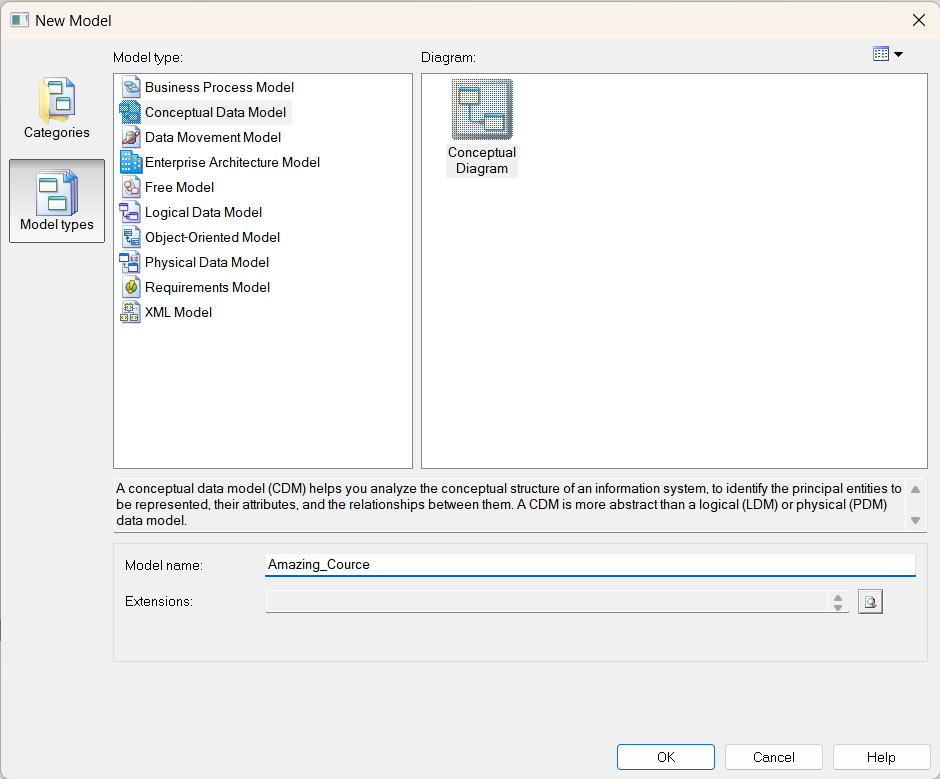 New Model
Model type:
Diagram:
Categories
Model types
Business Process Model
Conceptual Data Model
Data Movement Model
Enterprise Architecture Model
Free Model
Logical Data Model
Object-Oriented Model
Physical Data Model
Requirements Model
XML Model
Conceptual
Diagram
A conceptual data model (CDM) helps you analyze the conceptual structure of an information system, to identify the principal entities to
be represented, their attributes, and the relationships between them. A CDM is more abstract than a logical (LDM) or physical (PDM)
data model.
Model name:
Amazing_Cource
Extensions:
OK
Cancel
Help